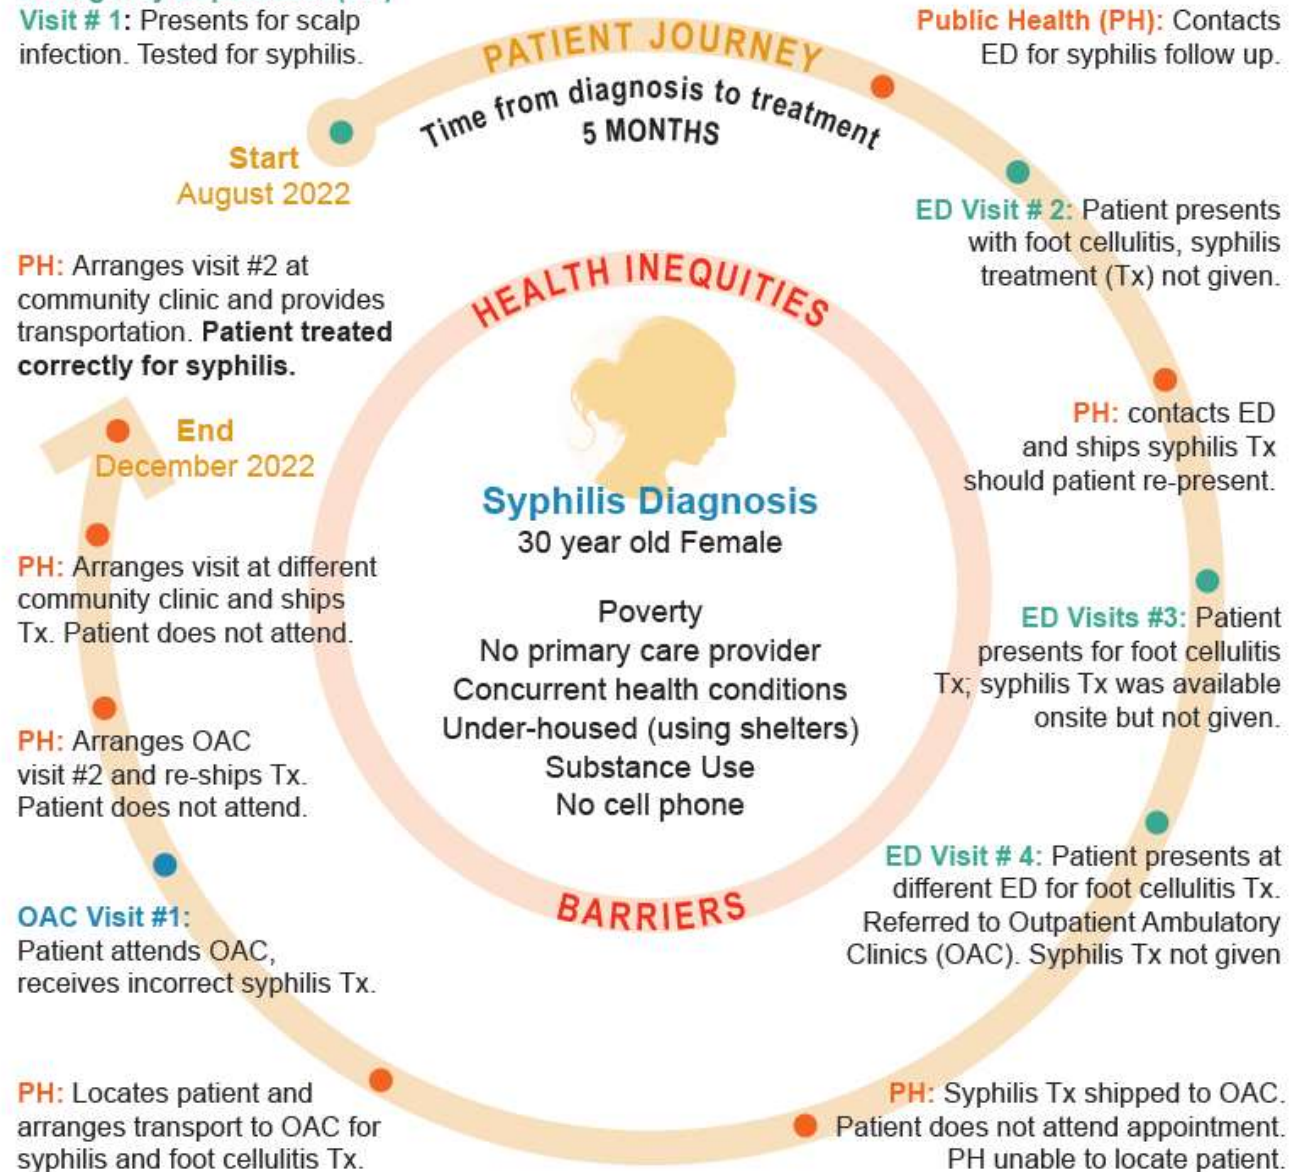 Visit # 1: Presents for scalp
infection. Tested for syphilis.
Start
August 2022
PATIENT JOURNEY
Time from diagnosis to treatment
5 MONTHS
Public Health (PH): Contacts
ED for syphilis follow up.
ED Visit # 2: Patient presents
with foot cellulitis, syphilis
treatment (Tx) not given.
PH: contacts ED
and ships syphilis Tx
should patient re-present.
ED Visits #3: Patient
presents for foot cellulitis
Tx; syphilis Tx was available
onsite but not given.
ED Visit # 4: Patient presents at
different ED for foot cellulitis Tx.
Referred to Outpatient Ambulatory
Clinics (OAC). Syphilis Tx not given
PH: Syphilis Tx shipped to OAC.
Patient does not attend appointment.
PH unable to locate patient.
PH: Locates patient and
arranges transport to OAC for
syphilis and foot cellulitis Tx.
OAC Visit #1:
Patient attends OAC,
receives incorrect syphilis Tx.
PH: Arranges OAC
visit #2 and re-ships Tx.
Patient does not attend.
PH: Arranges visit at different
community clinic and ships
Tx. Patient does not attend.
End
December 2022
PH: Arranges visit #2 at
community clinic and provides
transportation. Patient treated
correctly for syphilis.
HEALTH INEQUITIES
Syphilis Diagnosis
30 year old Female
Poverty
No primary care provider
Concurrent health conditions
Under-housed (using shelters)
Substance Use
No cell phone
BARRIERS